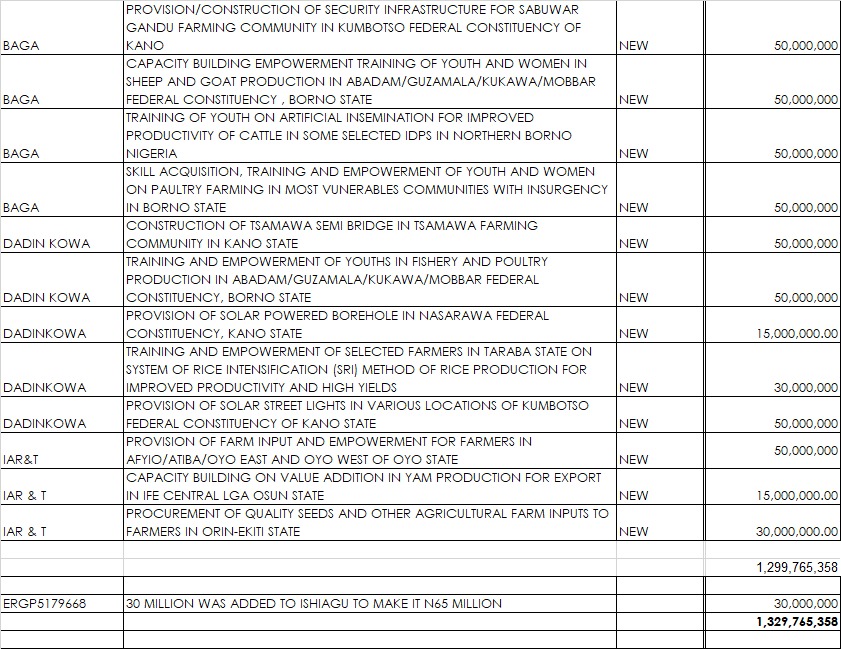 PROVISION/CONSTRUCTION OF SECURITY INFRASTRUCTURE FOR SABUWAR
GANDU FARMING COMMUNITY IN KUMBOTSO FEDERAL CONSTITUENCY OF
BAGA KANO NEW 50,000,000
CAPACITY BUILDING EMPOWERMENT TRAINING OF YOUTH AND WOMEN IN
SHEEP AND GOAT PRODUCTION IN ABADAM/GUZAMALA/KUKAWA/MOBBAR
BAGA FEDERAL CONSTITUENCY , BORNO STATE NEW 50,000,000
TRAINING OF YOUTH ON ARTIFICIAL INSEMINATION FOR IMPROVED
PRODUCTIVITY OF CATTLE IN SOME SELECTED IDPS IN NORTHERN BORNO
BAGA NIGERIA NEW 50,000,000
SKILL ACQUISITION, TRAINING AND EMPOWERMENT OF YOUTH AND WOMEN
ON PAULTRY FARMING IN MOST VUNERABLES COMMUNITIES WITH INSURGENCY
BAGA IN BORNO STATE NEW 50,000,000
CONSTRUCTION OF TSAMAWA SEMI BRIDGE IN TSAMAWA FARMING
DADIN KOWA COMMUNITY IN KANO STATE NEW 50,000,000
TRAINING AND EMPOWERMENT OF YOUTHS IN FISHERY AND POULTRY
PRODUCTION IN ABADAM/GUZAMALA/KUKAWA/MOBBAR FEDERAL
DADIN KOWA CONSTITUENCY, BORNO STATE NEW 50,000,000
PROVISION OF SOLAR POWERED BOREHOLE IN NASARAWA FEDERAL
DADINKOWA CONSTITUENCY, KANO STATE NEW 15,000,000.00
TRAINING AND EMPOWERMENT OF SELECTED FARMERS IN TARABA STATE ON
SYSTEM OF RICE INTENSIFICATION (SRI) METHOD OF RICE PRODUCTION FOR
DADINKOWA IMPROVED PRODUCTIVITY AND HIGH YIELDS NEW 30,000,000
PROVISION OF SOLAR STREET LIGHTS IN VARIOUS LOCATIONS OF KUMBOTSO
DADINKOWA FEDERAL CONSTITUENCY OF KANO STATE NEW 50,000,000
PROVISION OF FARM INPUT AND EMPOWERMENT FOR FARMERS IN
IAR&T AFYIO/ATIBA/OYO EAST AND OYO WEST OF OYO STATE NEW 50,000,000
CAPACITY BUILDING ON VALUE ADDITION IN YAM PRODUCTION FOR EXPORT
IAR & T IN IFE CENTRAL LGA OSUN STATE NEW 15,000,000.00
PROCUREMENT OF QUALITY SEEDS AND OTHER AGRICULTURAL FARM INPUTS TO
IAR & T FARMERS IN ORIN-EKITI STATE NEW 30,000,000.00
1,299,765,358
ERGP5179668 30 MILLION WAS ADDED TO ISHIAGU TO MAKE IT N65 MILLION 30,000,000
1,329,765,358